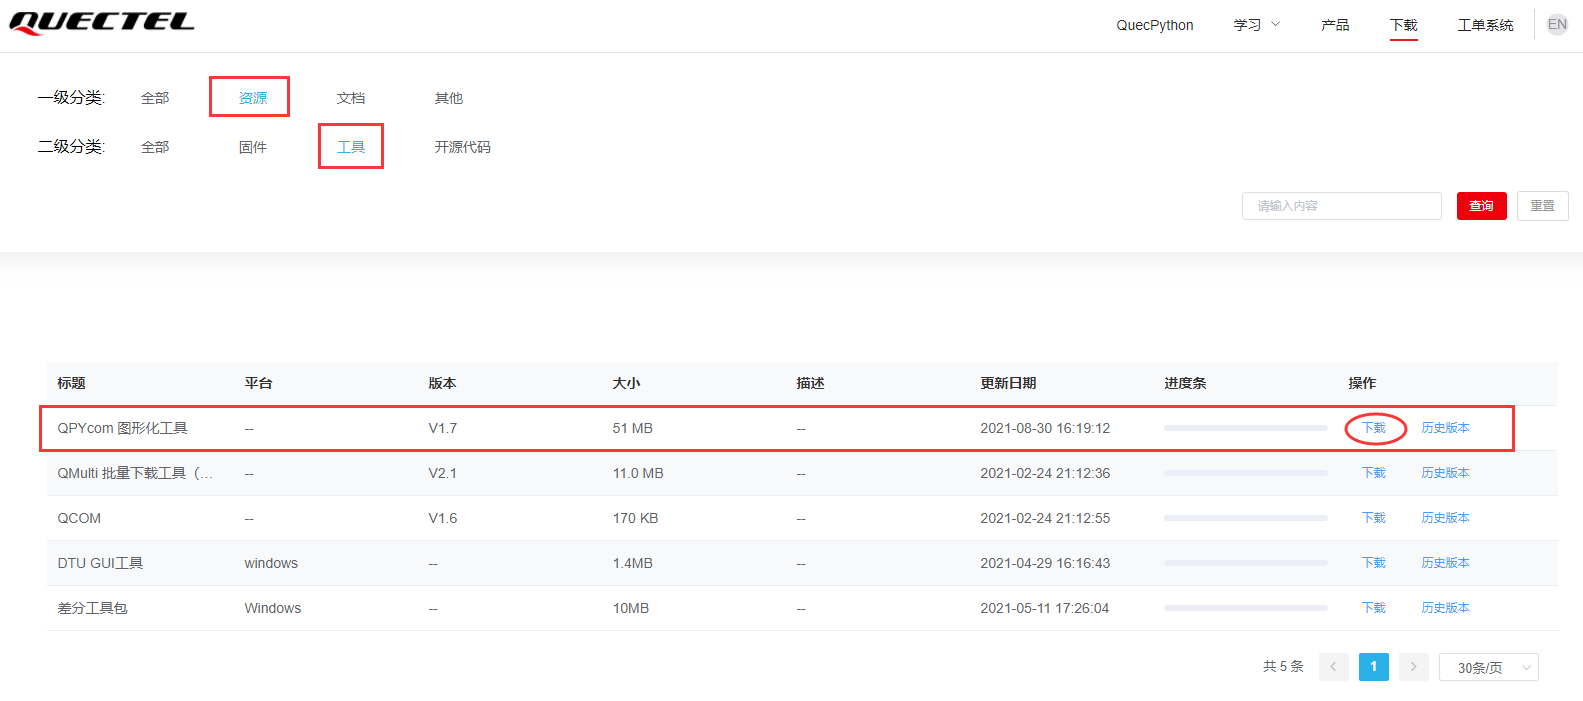 QUECTEL QuecPython 学习 产品 下载 工单系统 EN
一级分类: 全部 资源 文档 其他
二级分类: 全部 固件 工具 开源代码
请输入内容 查询 重置
标题 平台 版本 大小 描述 更新日期 进度条 操作
QPYcom 图形化工具 -- V1.7 51 MB -- 2021-08-30 16:19:12 下载 历史版本
QMulti 批量下载工具（... -- V2.1 11.0 MB -- 2021-02-24 21:12:36 下载 历史版本
QCOM -- V1.6 170 KB -- 2021-02-24 21:12:55 下载 历史版本
DTU GUI工具 windows -- 1.4MB -- 2021-04-29 16:16:43 下载 历史版本
差分工具包 Windows -- 10MB -- 2021-05-11 17:26:04 下载 历史版本
共 5 条 < 1 > 30条/页